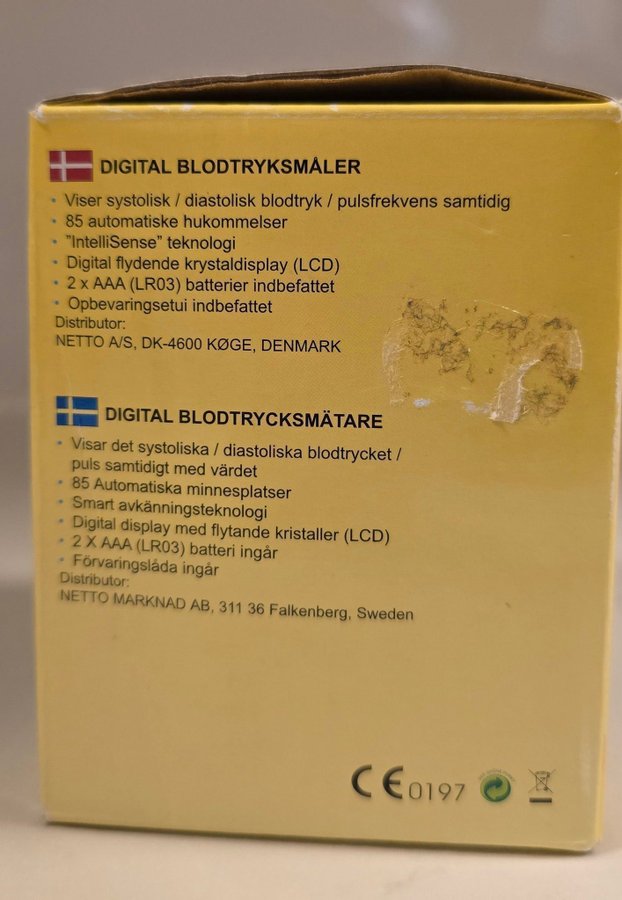 DIGITAL BLODTRYKSMÅLER
• Viser systolisk / diastolisk blodtryk / pulsfrekvens samtidig
• 85 automatiske hukommelser
• "IntelliSense" teknologi
• Digital flydende krystaldisplay (LCD)
• 2 x AAA (LR03) batterier indbefattet
• Opbevaringsetui indbefattet
Distributor:
NETTO A/S, DK-4600 KØGE, DENMARK
DIGITAL BLODTRYCKSMÄTARE
• Visar det systoliska / diastoliska blodtrycket /
puls samtidigt med värdet
• 85 Automatiska minnesplatser
• Smart avkänningsteknologi
• Digital display med flytande kristaller (LCD)
• 2 X AAA (LR03) batteri ingår
• Förvaringslåda ingår
Distributor:
NETTO MARKNAD AB, 311 36 Falkenberg, Sweden
CE0197